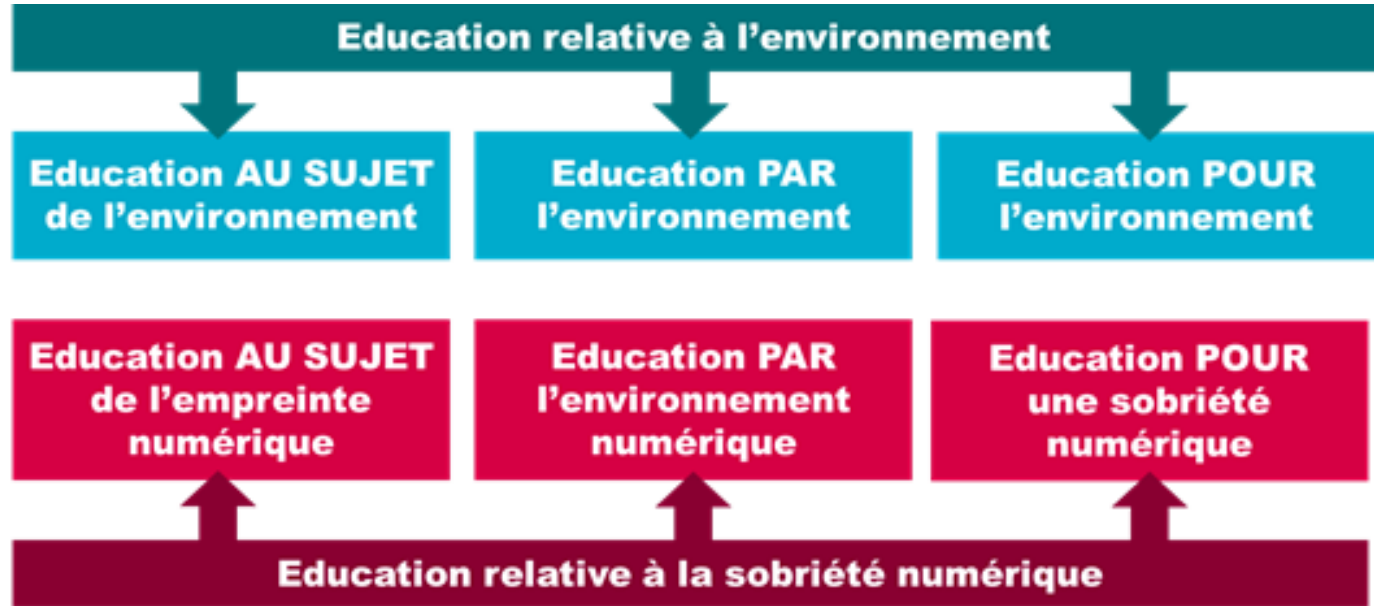 Education relative à l’environnement
Education AU SUJET
de l’environnement
Education PAR
l’environnement
Education POUR
l’environnement
Education AU SUJET
de l’empreinte
numérique
Education PAR
l’environnement
numérique
Education POUR
une sobriété
numérique
Education relative à la sobriété numérique